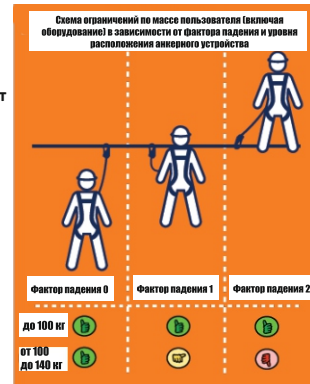 Схема ограничений по массе пользователя (включая
оборудование) в зависимости от фактора падения и уровня
расположения анкерного устройства
т
Фактор падения 0
Фактор падения 1
Фактор падения 2
до 100 кг
от 100
до 140 кг